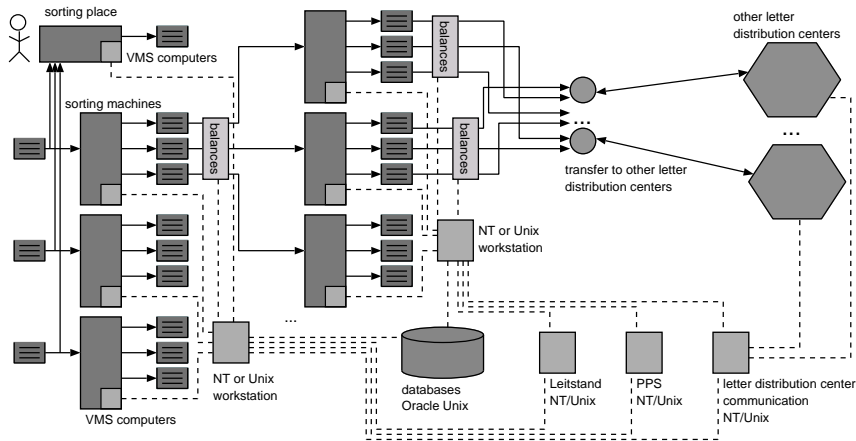 sorting place
VMS computers
sorting machines
balances
balances
balances
other letter
distribution centers
...
...
transfer to other letter
distribution centers
NT or Unix
workstation
...
NT or Unix
workstation
VMS computers
databases
Oracle Unix
Leitstand
NT/Unix
PPS
NT/Unix
letter distribution center
communication
NT/Unix